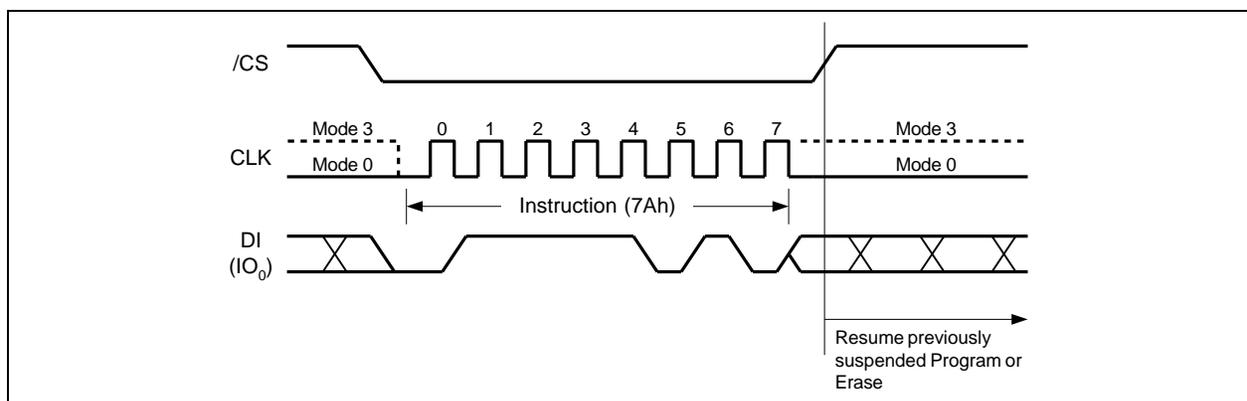 /CS
Mode 3 0 1 2 3 4 5 6 7 Mode 3
CLK
Mode 0 Mode 0
Instruction (7Ah)
DI
(IO0)
Resume previously
suspended Program or
Erase